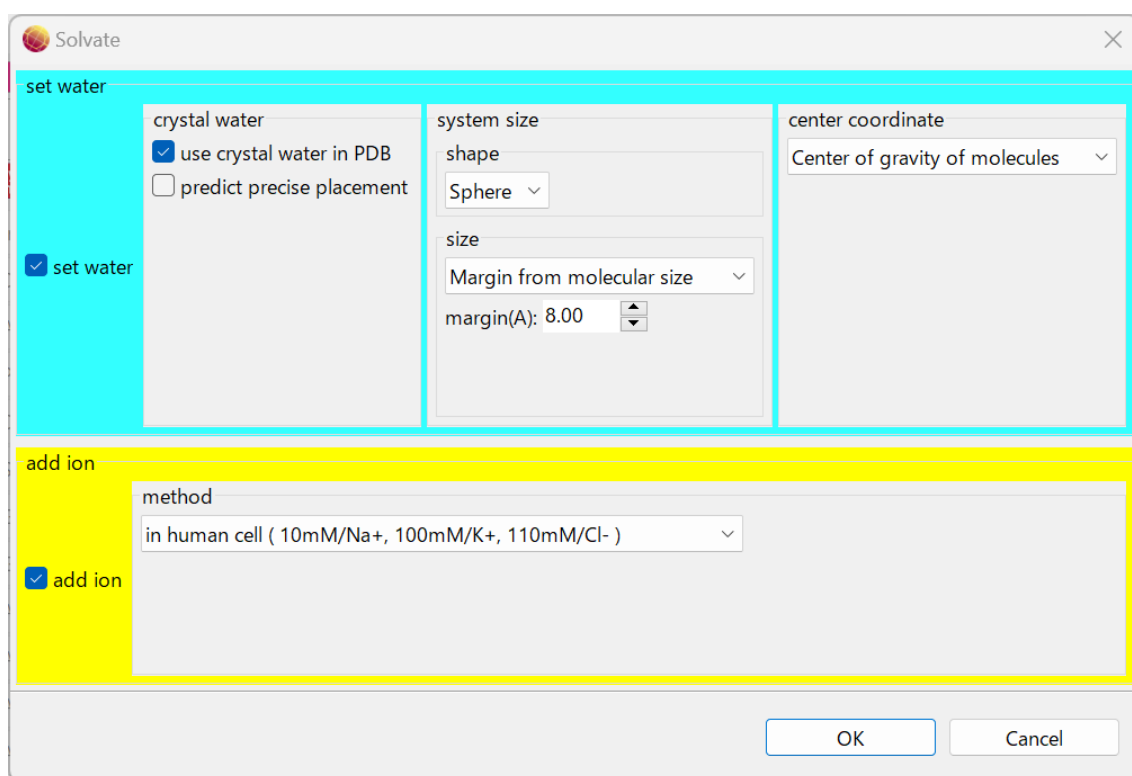 Solvate
set water
set water
crystal water
use crystal water in PDB
predict precise placement
system size
shape
Sphere
size
Margin from molecular size
margin(A): 8.00
center coordinate
Center of gravity of molecules
add ion
add ion
method
in human cell ( 10mM/Na+, 100mM/K+, 110mM/Cl- )
OK
Cancel